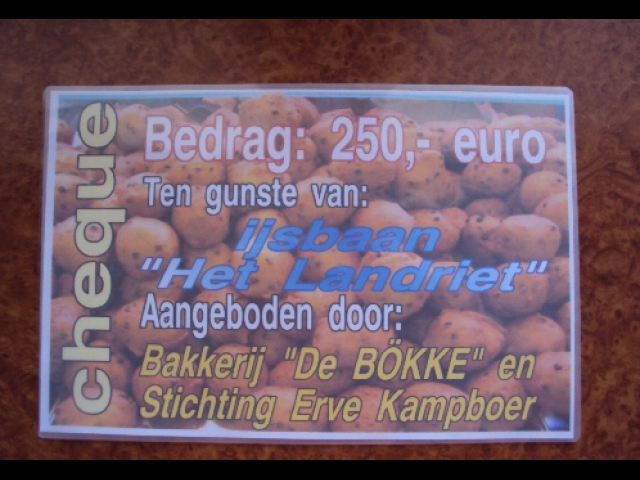 cheque
Bedrag: 250,- euro
Ten gunste van:
ijsbaan
"Het Landriet"
Aangeboden door:
Bakkerij "De BÖKKE" en
Stichting Erve Kampboer